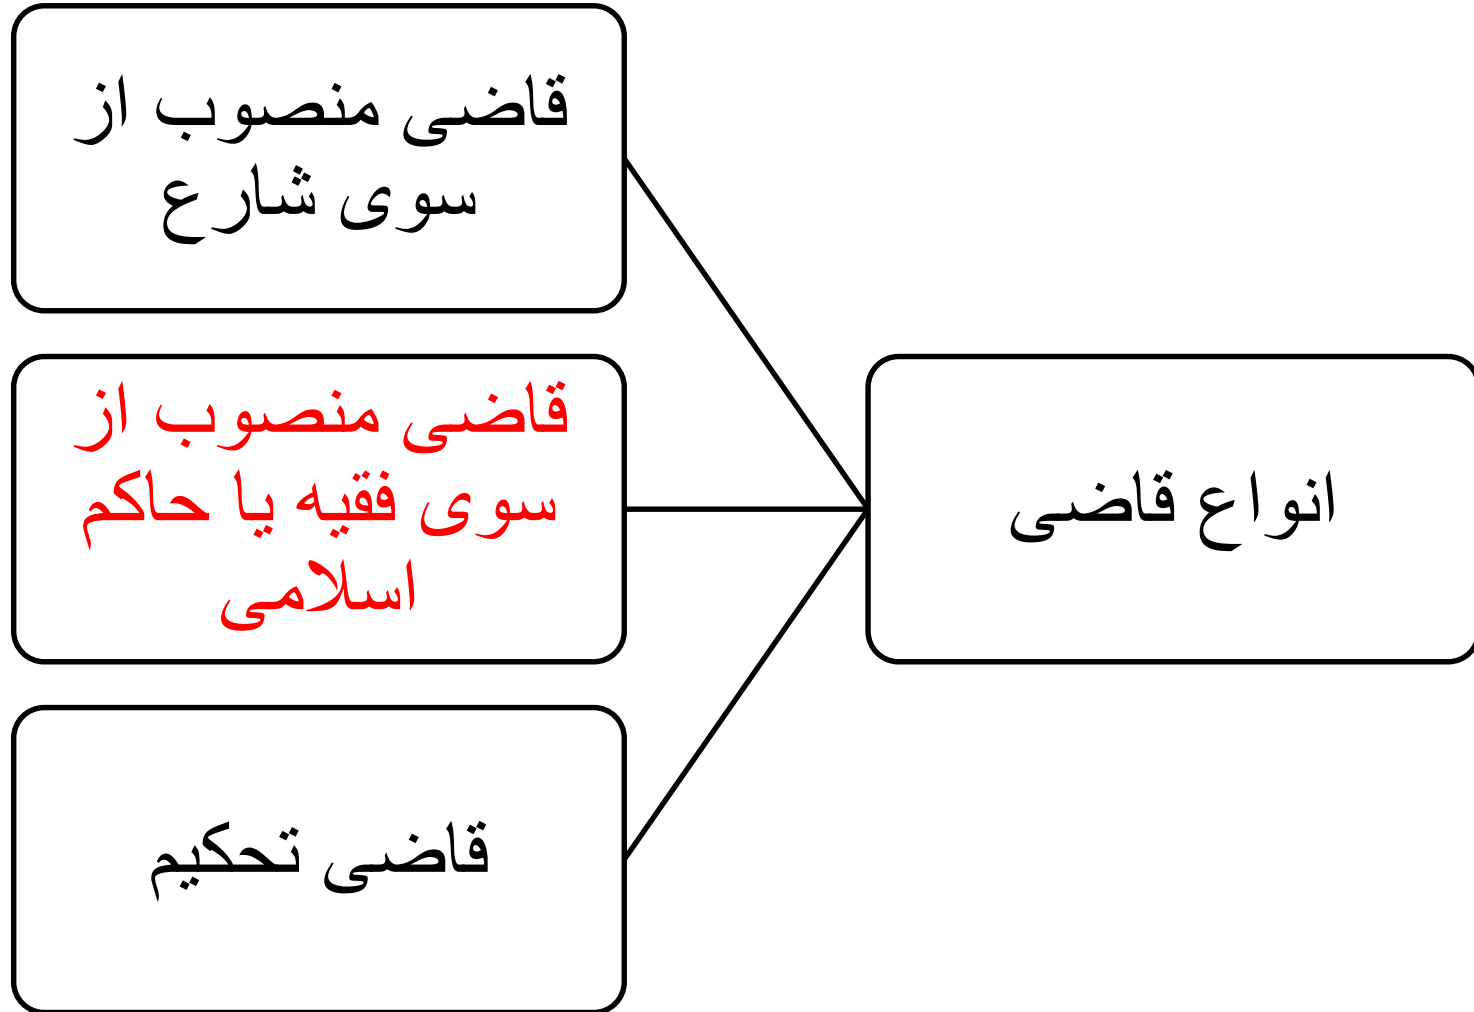 انواع قاضی
قاضی منصوب از
سوی شارع
قاضی منصوب از
سوی فقیه یا حاکم
اسلامی
قاضی تحکیم